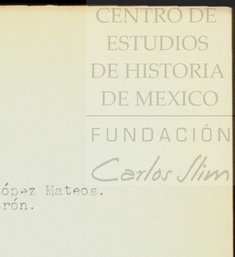 CENTRO DE
ESTUDIOS
DE HISTORIA
DE MEXICO
FUNDACIÓN
Carlos Slim
ópez Mateos.
rón.